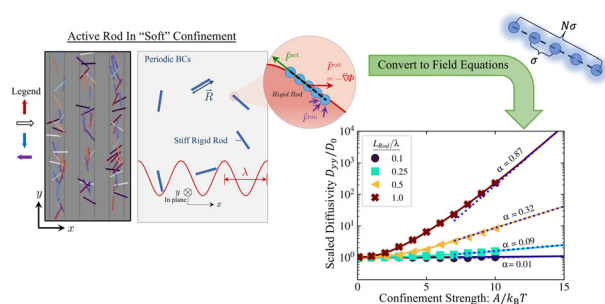 Active Rod In "Soft" Confinement
Legend
y
x
Periodic BCs
R
Stiff Rigid Rod
λ
y
In plane
x
F^act
F^ext
= −∇Φ
Rigid Rod
F^ran
Convert to Field Equations
Nσ
σ
Scaled Diffusivity D_yy/D_0
10^4
10^3
10^2
10^1
10^0
L_Rod/λ
0.1
0.25
0.5
1.0
α = 0.87
α = 0.32
α = 0.09
α = 0.01
0
5
10
15
Confinement Strength: A/k_BT